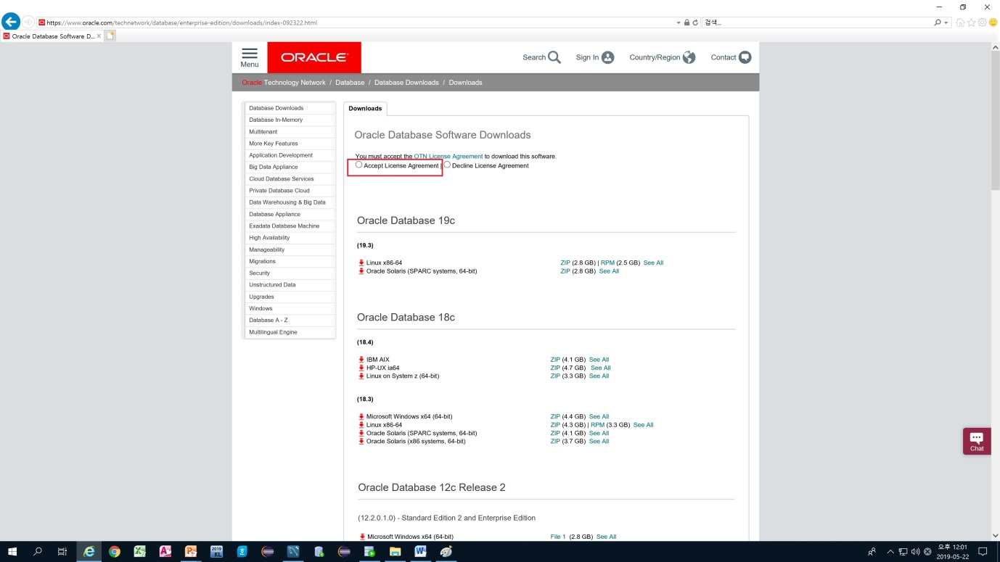 https://www.oracle.com/technetwork/database/enterprise-edition/downloads/index-092322.html
검색...
Oracle Database Software D...
Menu
ORACLE
Search
Sign In
Country/Region
Contact
Oracle Technology Network / Database / Database Downloads / Downloads
Database Downloads
Database In-Memory
Multitenant
More Key Features
Application Development
Big Data Appliance
Cloud Database Services
Private Database Cloud
Data Warehousing & Big Data
Database Appliance
Exadata Database Machine
High Availability
Manageability
Migrations
Security
Unstructured Data
Upgrades
Windows
Database A - Z
Multilingual Engine
Downloads
Oracle Database Software Downloads
You must accept the OTN License Agreement to download this software.
Accept License Agreement | Decline License Agreement
Oracle Database 19c
(19.3)
Linux x86-64 ZIP (2.8 GB) | RPM (2.5 GB) See All
Oracle Solaris (SPARC systems, 64-bit) ZIP (2.8 GB) See All
Oracle Database 18c
(18.4)
IBM AIX ZIP (4.1 GB) See All
HP-UX ia64 ZIP (4.7 GB) See All
Linux on System z (64-bit) ZIP (3.3 GB) See All
(18.3)
Microsoft Windows x64 (64-bit) ZIP (4.4 GB) See All
Linux x86-64 ZIP (4.3 GB) | RPM (3.3 GB) See All
Oracle Solaris (SPARC systems, 64-bit) ZIP (4.1 GB) See All
Oracle Solaris (x86 systems, 64-bit) ZIP (3.7 GB) See All
Chat
Oracle Database 12c Release 2
(12.2.0.1.0) - Standard Edition 2 and Enterprise Edition
Microsoft Windows x64 (64-bit) File 1 (2.8 GB) See All
2019
KL
오후 12:01
2019-05-22